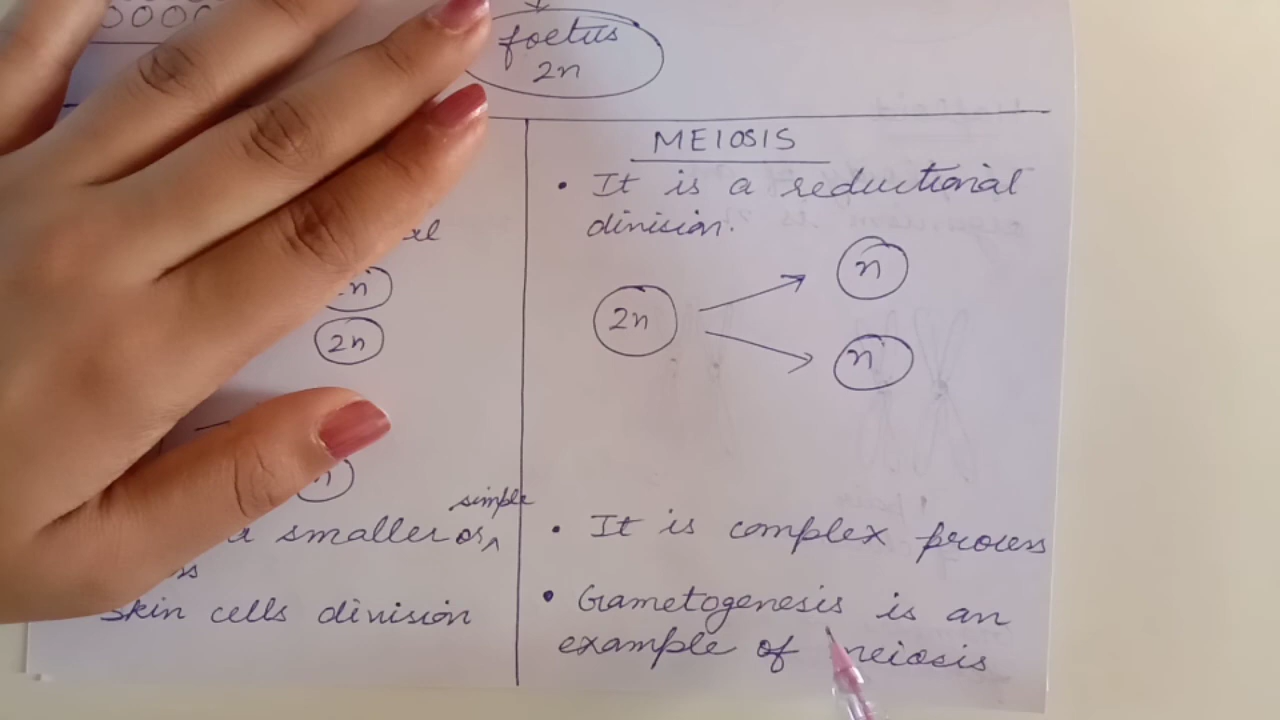 foetus
2n
MEIOSIS
• It is a reductional
division.
2n
n
n
2n
simple
smaller or ^
Skin cells division
• It is complex process
• Gametogenesis is an
example of meiosis